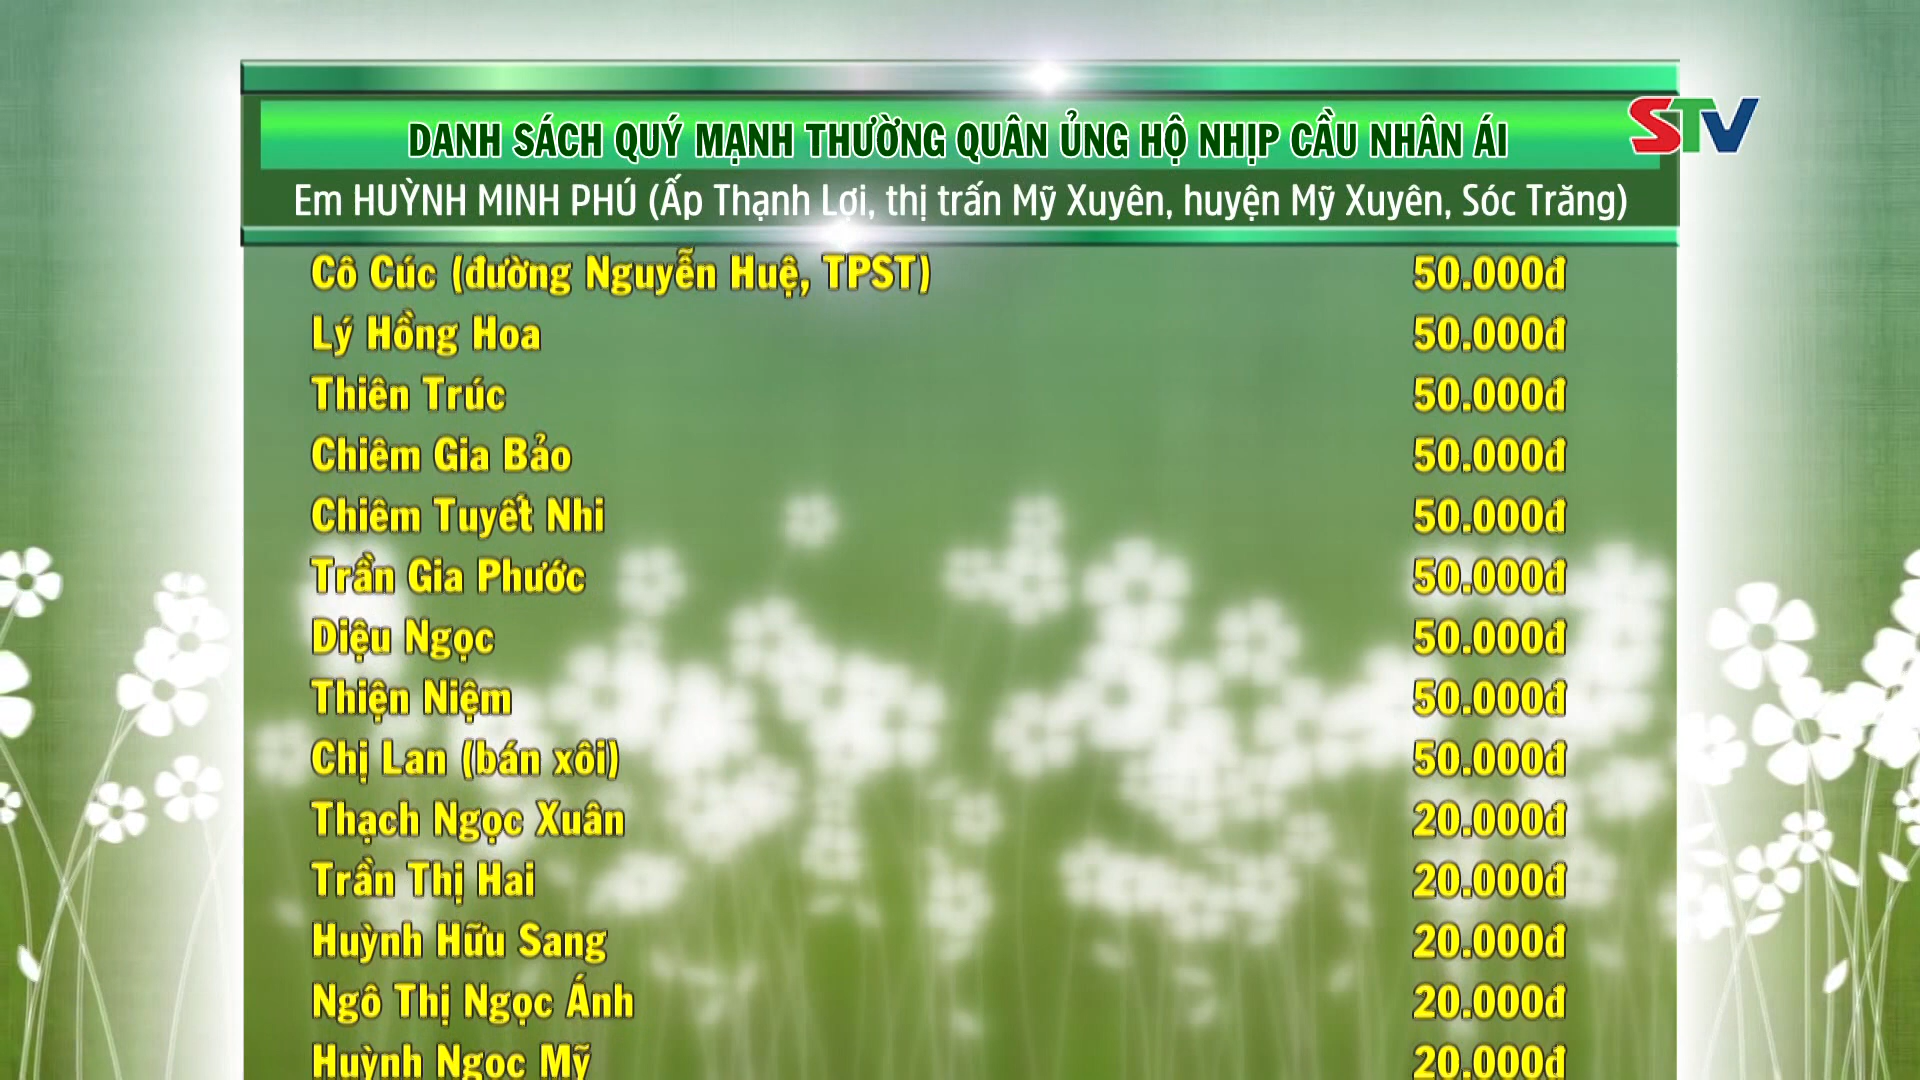 STV
DANH SÁCH QUÝ MẠNH THƯỜNG QUÂN ỦNG HỘ NHỊP CẦU NHÂN ÁI
Em HUỲNH MINH PHÚ (Ấp Thạnh Lợi, thị trấn Mỹ Xuyên, huyện Mỹ Xuyên, Sóc Trăng)
Cô Cúc (đường Nguyễn Huệ, TPST) 50.000đ
Lý Hồng Hoa 50.000đ
Thiên Trúc 50.000đ
Chiêm Gia Bảo 50.000đ
Chiêm Tuyết Nhi 50.000đ
Trần Gia Phước 50.000đ
Diệu Ngọc 50.000đ
Thiện Niệm 50.000đ
Chị Lan (bán xôi) 50.000đ
Thạch Ngọc Xuân 20.000đ
Trần Thị Hai 20.000đ
Huỳnh Hữu Sang 20.000đ
Ngô Thị Ngọc Ánh 20.000đ
Huỳnh Ngọc Mỹ 20.000đ